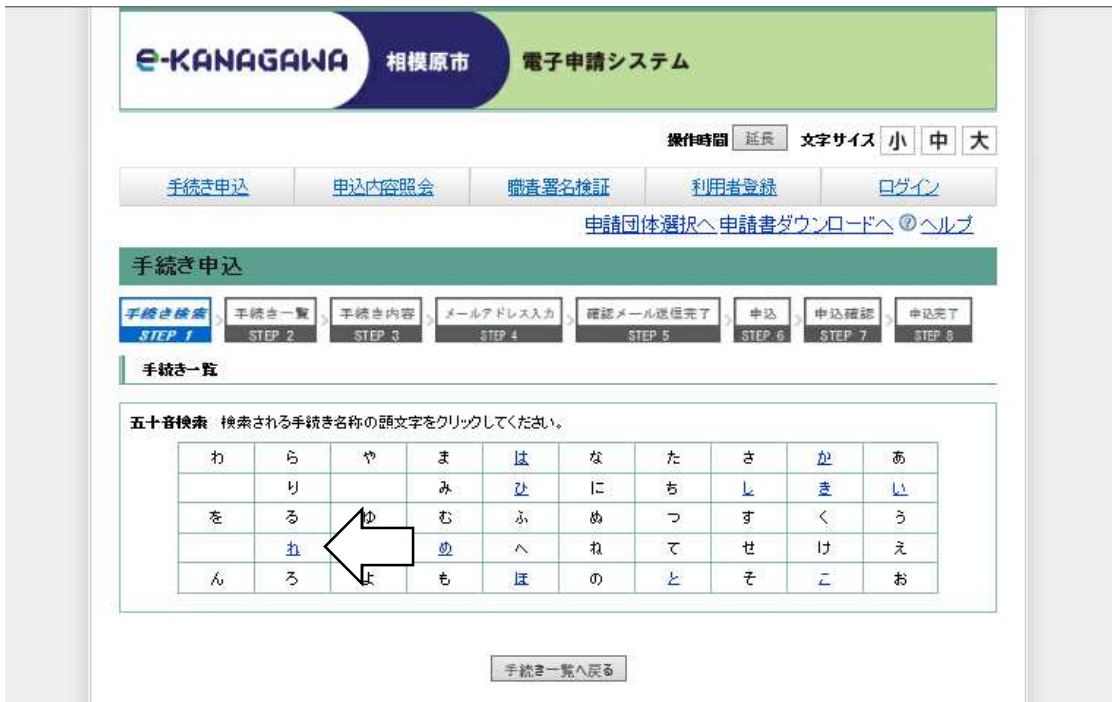 e-KANAGAWA 相模原市 電子申請システム
操作時間 延長 文字サイズ 小 中 大
手続き申込 申込内容照会 職責署名検証 利用者登録 ログイン
申請団体選択へ 申請書ダウンロードへ ? ヘルプ
手続き申込
手続き検索 > 手続き一覧 > 手続き内容 > メールアドレス入力 > 確認メール送信完了 > 申込 > 申込確認 > 申込完了
STEP 1 STEP 2 STEP 3 STEP 4 STEP 5 STEP 6 STEP 7 STEP 8
手続き一覧
五十音検索 検索される手続き名称の頭文字をクリックしてください。
わ ら や ま は な た さ か あ
り み ひ に ち し き い
を る ゆ む ふ ぬ つ す く う
れ め へ ね て せ け え
ん ろ よ も ほ の と そ こ お
手続き一覧へ戻る